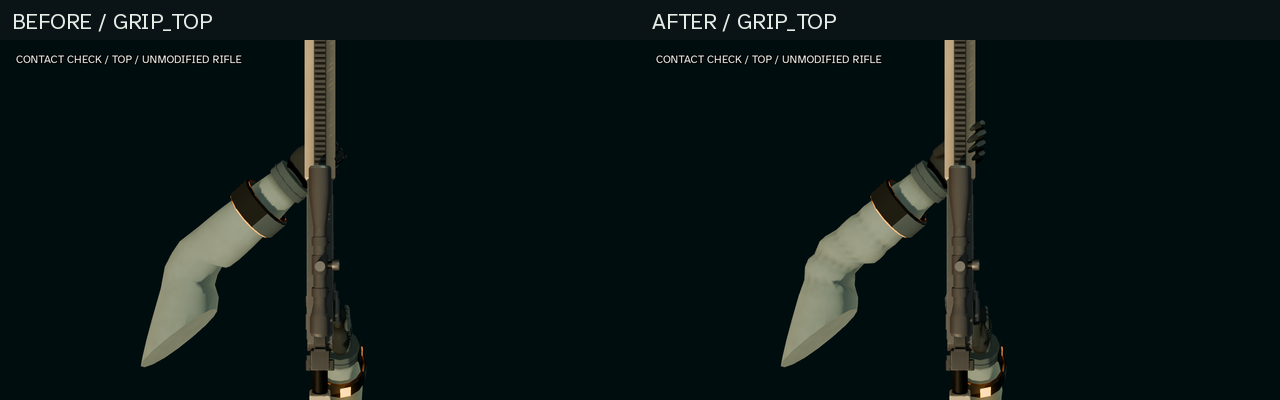 BEFORE / GRIP_TOP
AFTER / GRIP_TOP
CONTACT CHECK / TOP / UNMODIFIED RIFLE
CONTACT CHECK / TOP / UNMODIFIED RIFLE